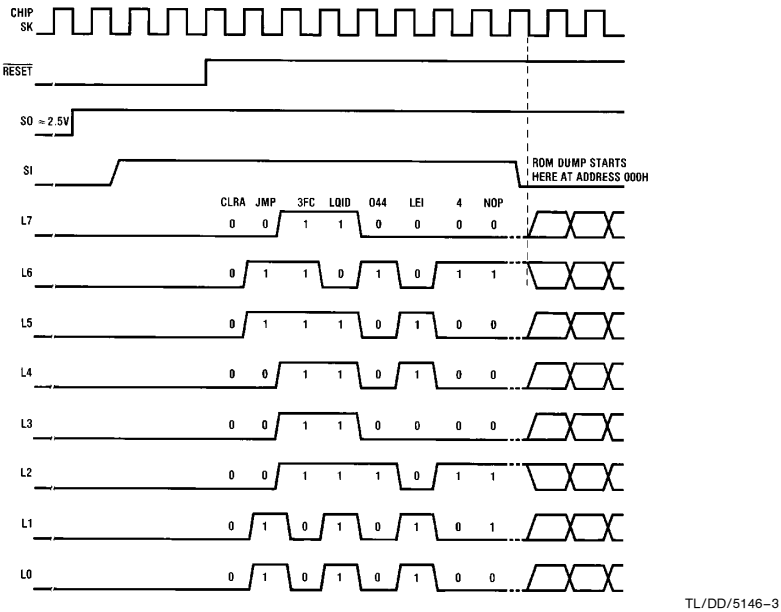 CHIP
SK
RESET
S0 ≈ 2.5V
SI
ROM DUMP STARTS
HERE AT ADDRESS 000H
CLRA JMP 3FC LQID 044 LEI 4 NOP
L7 0 0 1 1 0 0 0 0
L6 0 1 1 0 1 0 1 1
L5 0 1 1 1 0 1 0 0
L4 0 0 1 1 0 1 0 0
L3 0 0 1 1 0 0 0 0
L2 0 0 1 1 1 0 1 1
L1 0 1 0 1 0 1 0 1
L0 0 1 0 1 0 1 0 0
TL/DD/5146–3